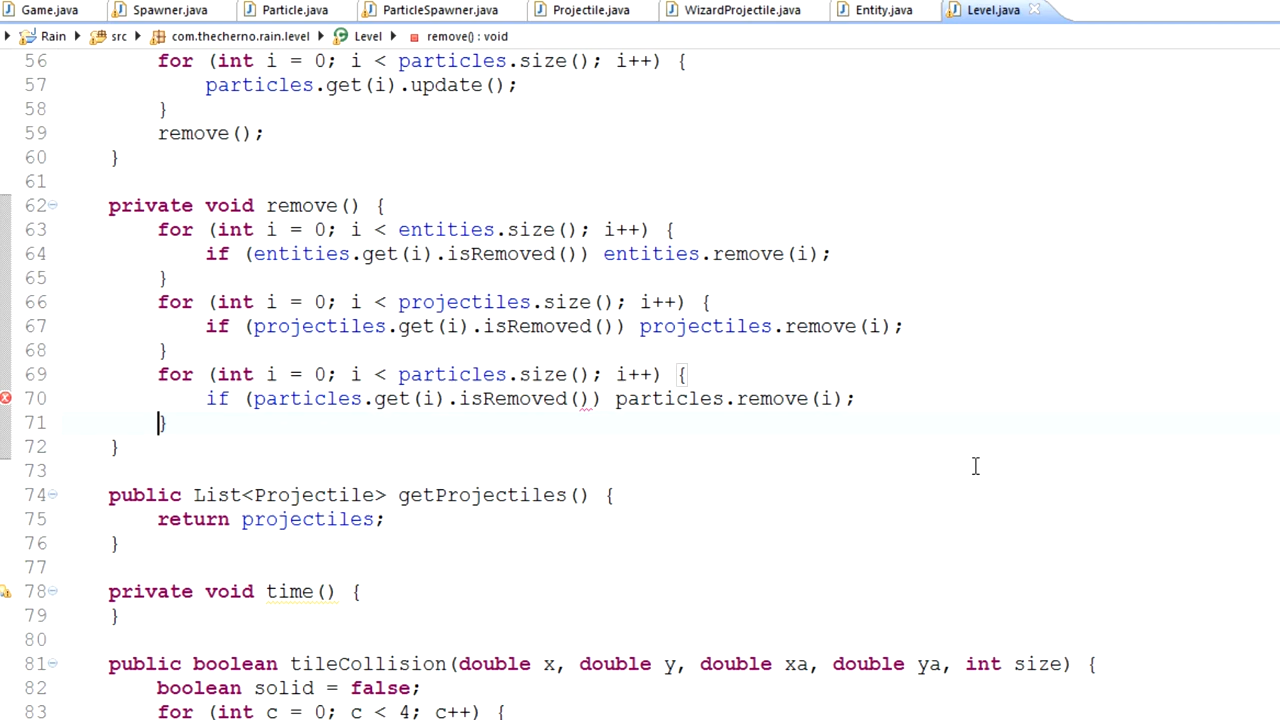 Game.java Spawner.java Particle.java ParticleSpawner.java Projectile.java WizardProjectile.java Entity.java Level.java
Rain src com.thecherno.rain.level Level remove() : void
56 for (int i = 0; i < particles.size(); i++) {
57 particles.get(i).update();
58 }
59 remove();
60 }
61
62 private void remove() {
63 for (int i = 0; i < entities.size(); i++) {
64 if (entities.get(i).isRemoved()) entities.remove(i);
65 }
66 for (int i = 0; i < projectiles.size(); i++) {
67 if (projectiles.get(i).isRemoved()) projectiles.remove(i);
68 }
69 for (int i = 0; i < particles.size(); i++) {
70 if (particles.get(i).isRemoved()) particles.remove(i);
71 }
72 }
73
74 public List<Projectile> getProjectiles() {
75 return projectiles;
76 }
77
78 private void time() {
79 }
80
81 public boolean tileCollision(double x, double y, double xa, double ya, int size) {
82 boolean solid = false;
83 for (int c = 0; c < 4; c++) {